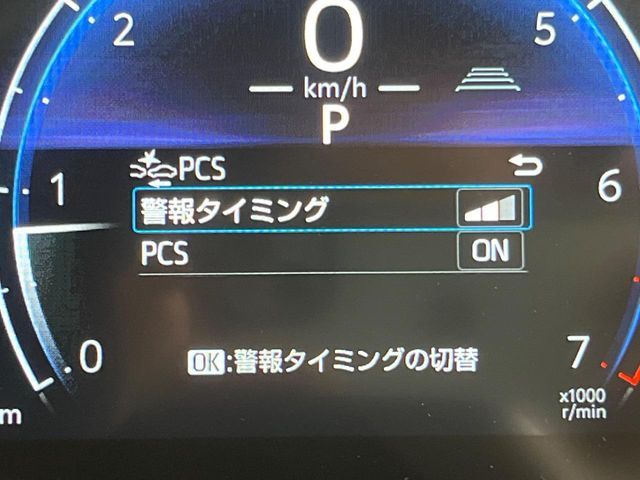 0
2
5
km/h
P
PCS
1
6
警報タイミング
PCS ON
0
OK:警報タイミングの切替
7
m
x1000
r/min